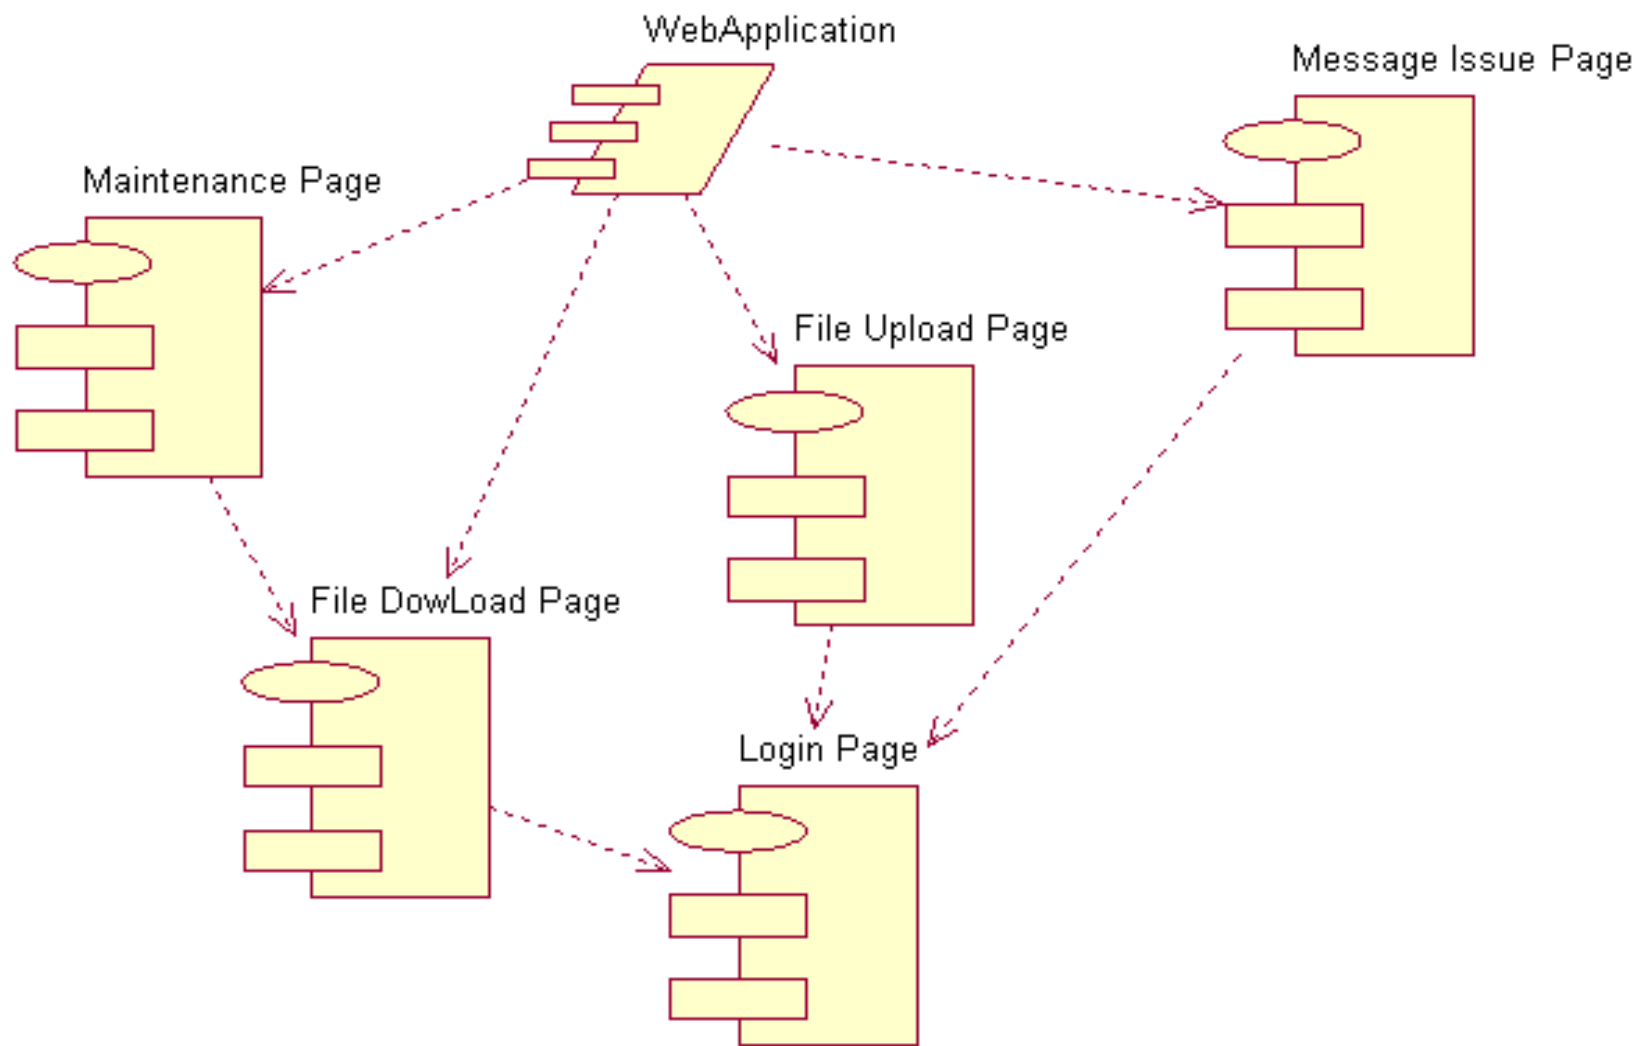 WebApplication
Message Issue Page
Maintenance Page
File Upload Page
File DowLoad Page
Login Page